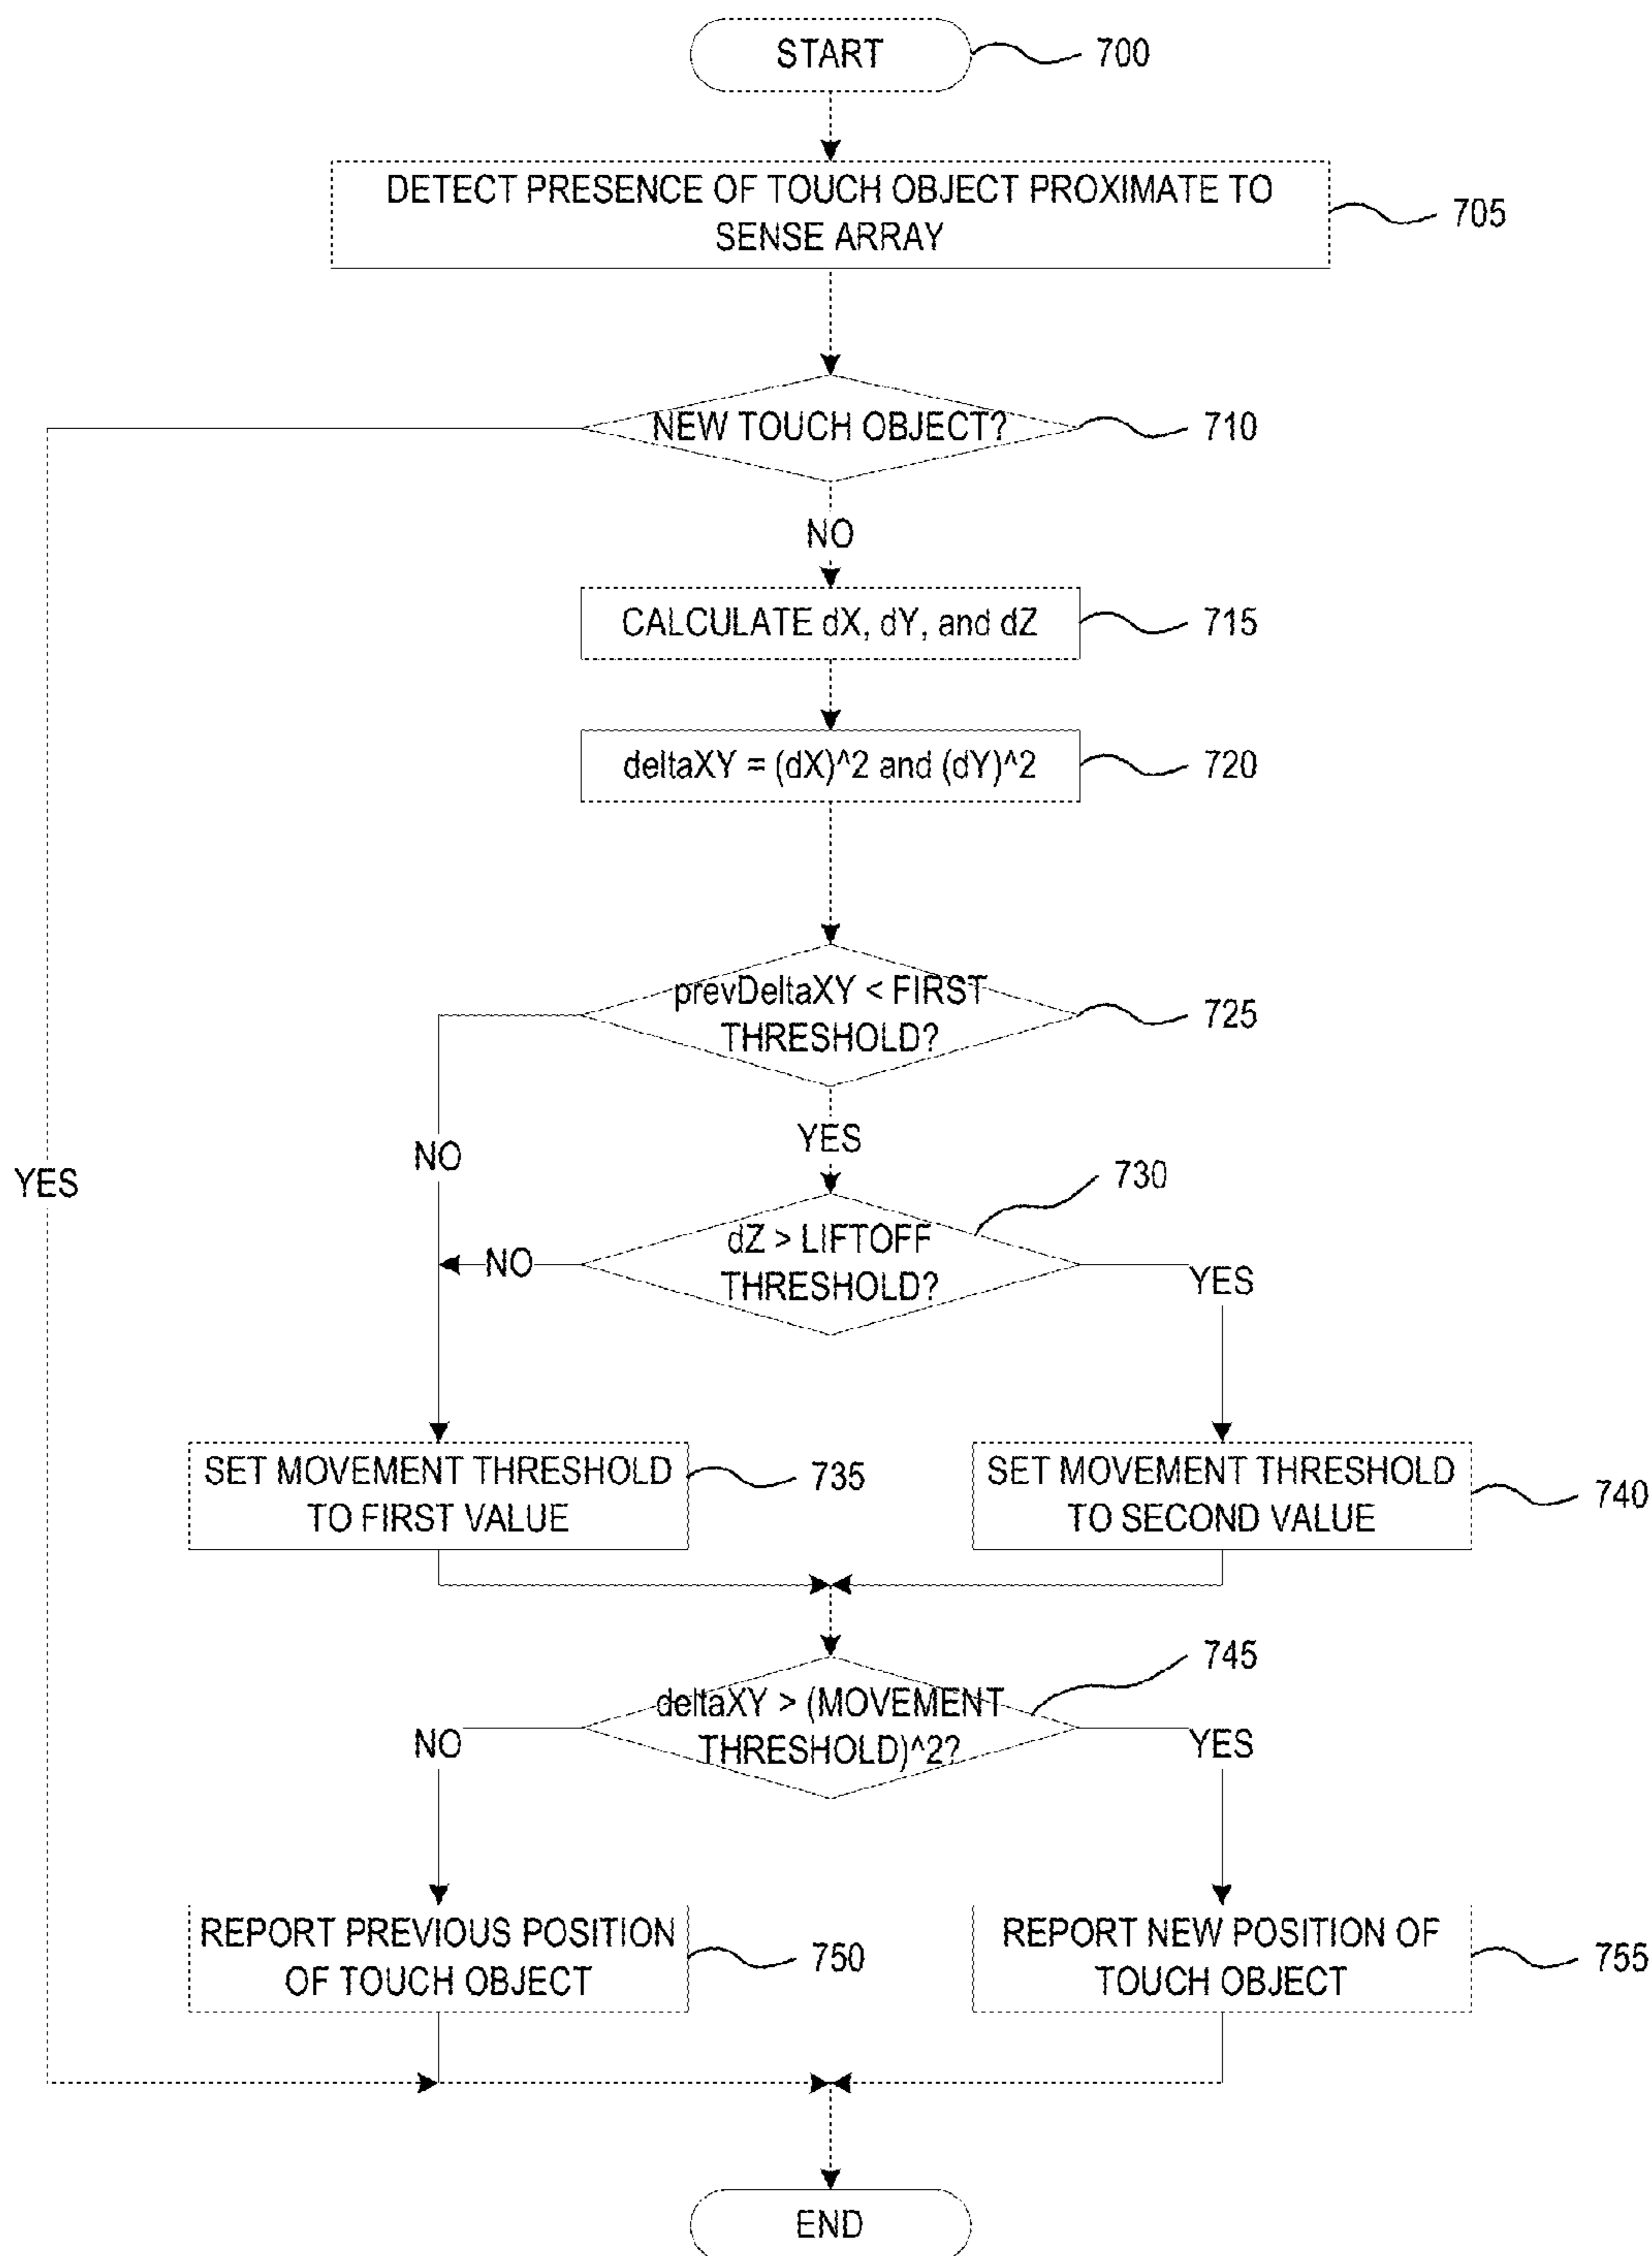 START
700
DETECT PRESENCE OF TOUCH OBJECT PROXIMATE TO
SENSE ARRAY
705
NEW TOUCH OBJECT?
710
NO
CALCULATE dX, dY, and dZ
715
deltaXY = (dX)^2 and (dY)^2
720
prevDeltaXY < FIRST
THRESHOLD?
725
NO
YES
YES
730
dZ > LIFTOFF
THRESHOLD?
NO
YES
SET MOVEMENT THRESHOLD
TO FIRST VALUE
735
SET MOVEMENT THRESHOLD
TO SECOND VALUE
740
745
deltaXY > (MOVEMENT
THRESHOLD)^2?
NO
YES
REPORT PREVIOUS POSITION
OF TOUCH OBJECT
750
REPORT NEW POSITION OF
TOUCH OBJECT
755
END